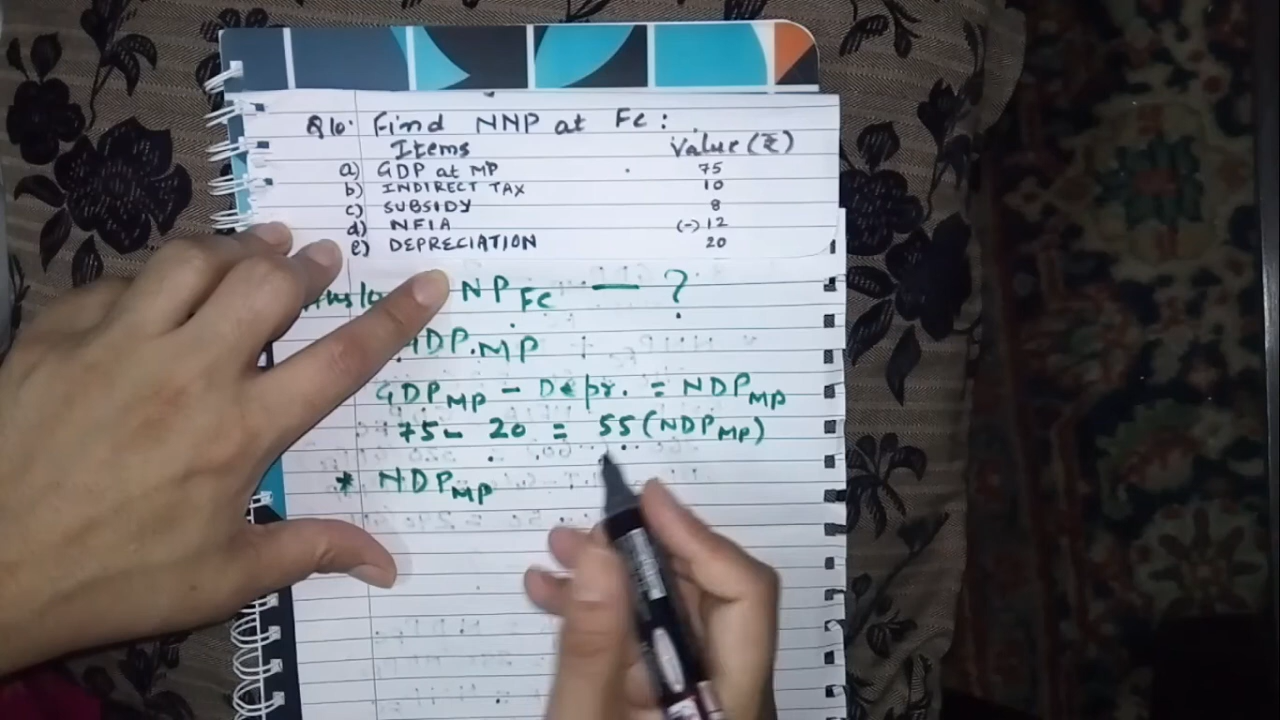 Q10: Find NNP at FC:
Items Value (₹)
a) GDP at MP 75
b) INDIRECT TAX 10
c) SUBSIDY 8
d) NFIA (-) 12
e) DEPRECIATION 20
NP FC — ?
GDP.MP
GDP MP - Depr. = NDP MP
75 - 20 = 55 (NDP MP)
* NDP MP